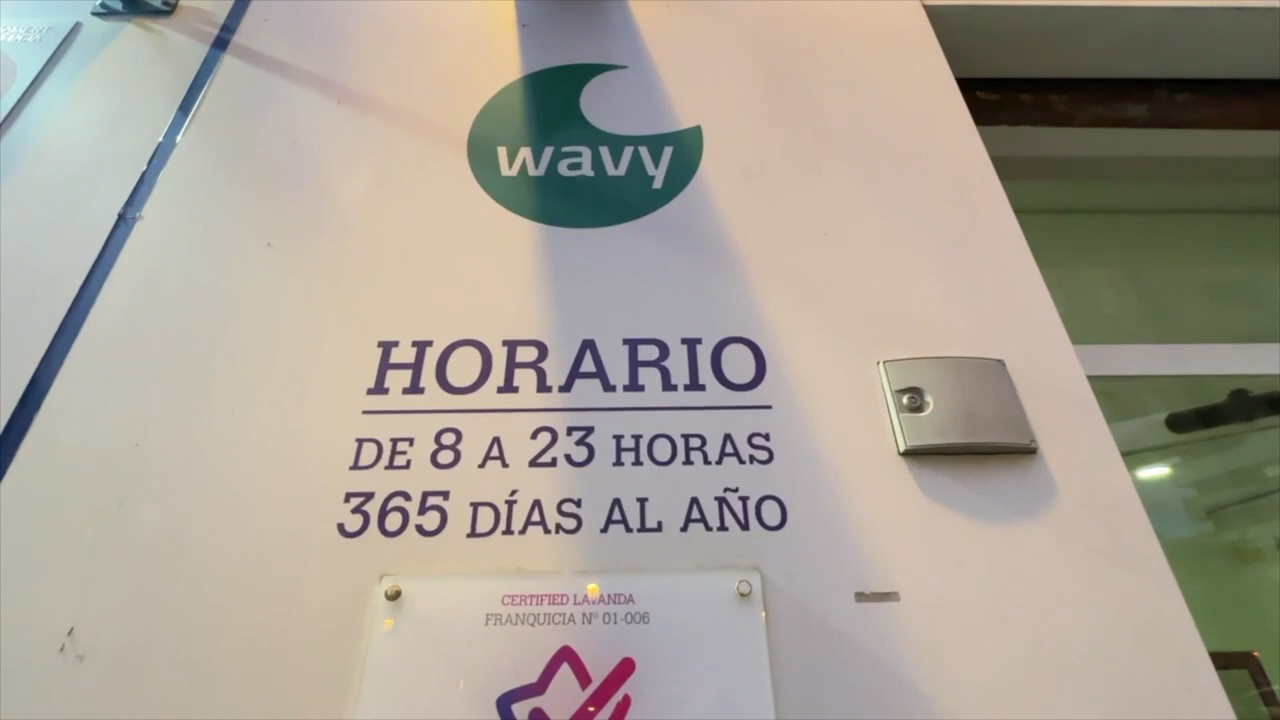 wavy
HORARIO
DE 8 A 23 HORAS
365 DÍAS AL AÑO
CERTIFIED LAVANDA
FRANQUICIA Nº 01-006